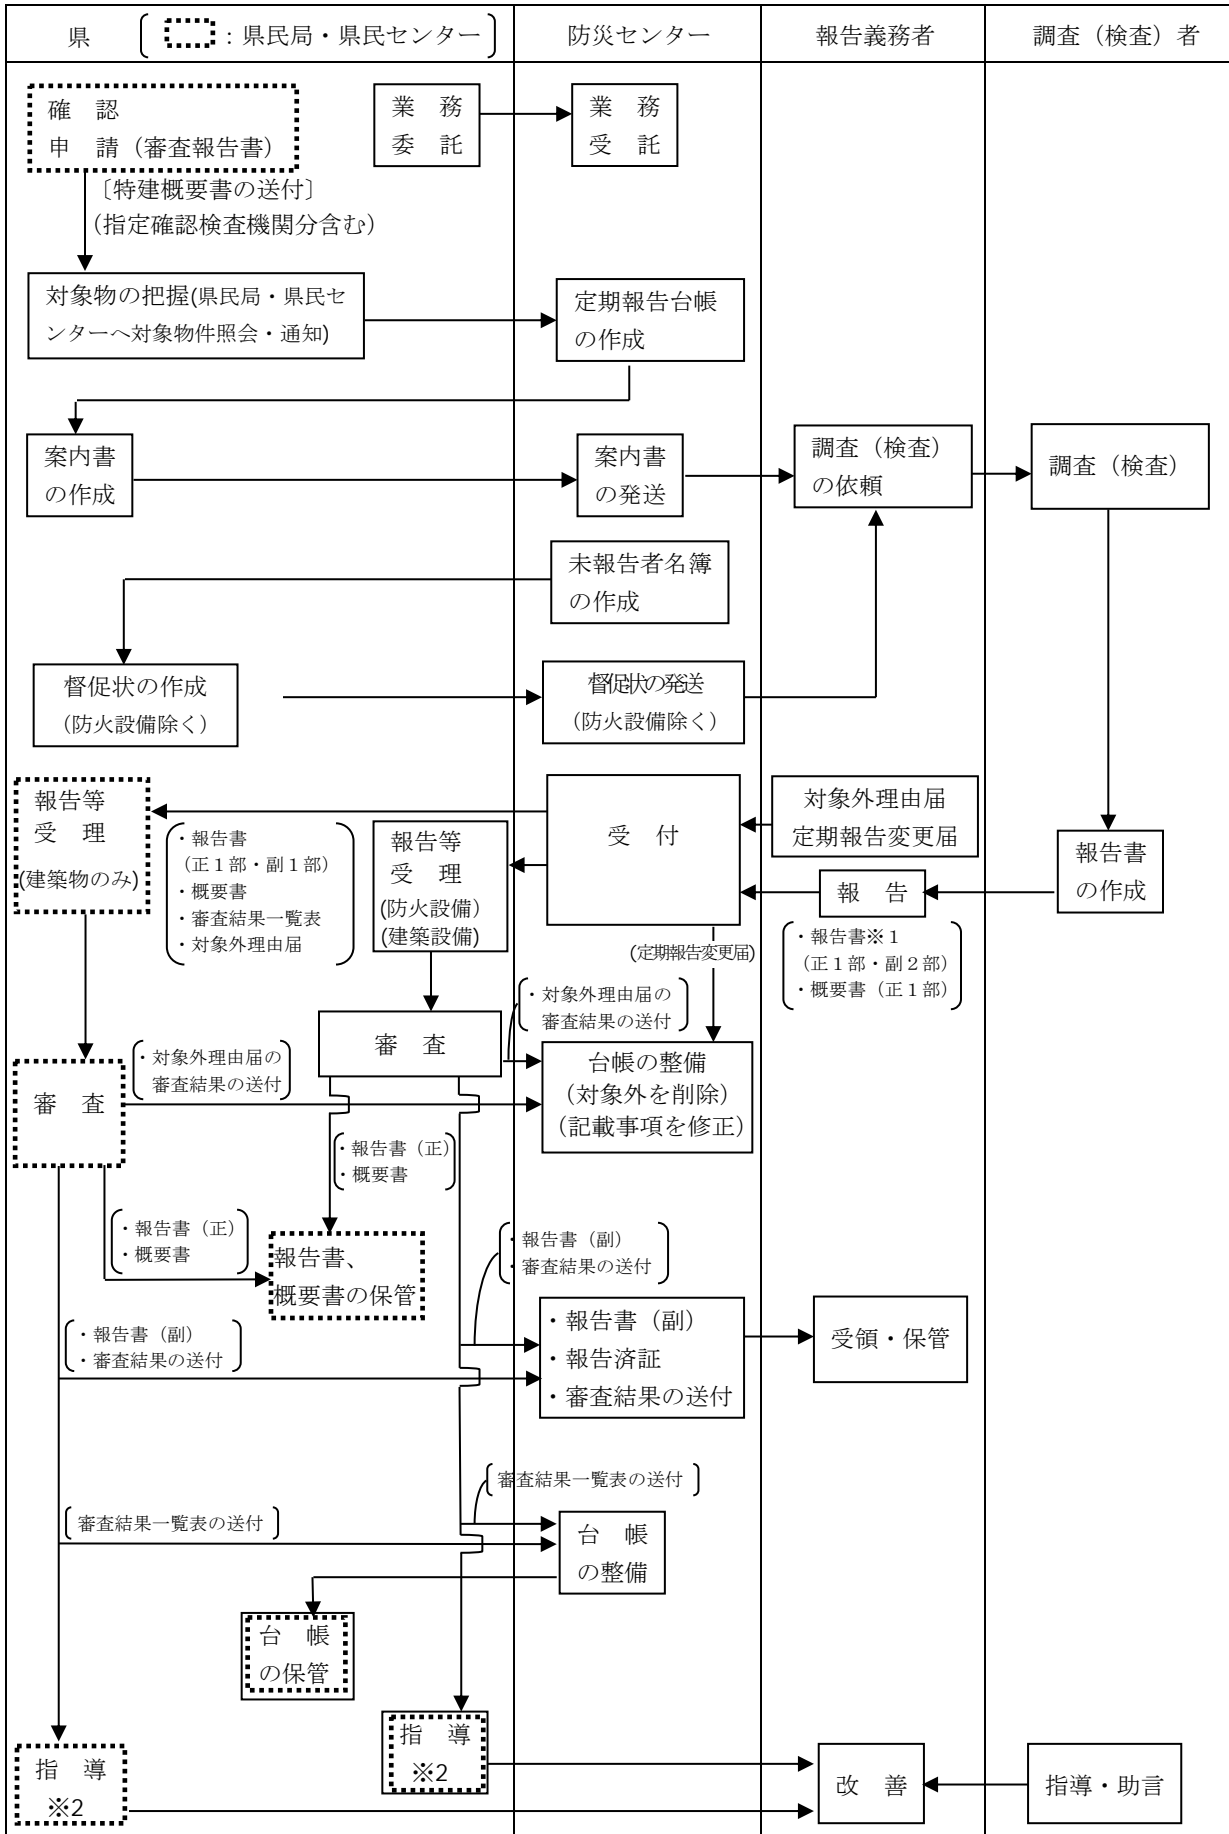 県
：県民局・県民センター
防災センター
報告義務者
調査（検査）者
確　認
申　請（審査報告書）
業　務
委　託
業　務
受　託
〔特建概要書の送付〕
（指定確認検査機関分含む）
対象物の把握(県民局・県民セ
ンターへ対象物件照会・通知)
定期報告台帳
の作成
案内書
の作成
案内書
の発送
調査（検査）
の依頼
調査（検査）
未報告者名簿
の作成
督促状の作成
（防火設備除く）
督促状の発送
（防火設備除く）
報告等
受　理
(建築物のみ)
・報告書
（正１部・副１部）
・概要書
・審査結果一覧表
・対象外理由届
報告等
受　理
(防火設備)
(建築設備)
受　付
対象外理由届
定期報告変更届
報　告
報告書
の作成
・報告書※１
（正１部・副２部）
・概要書（正１部）
(定期報告変更届)
・対象外理由届の
審査結果の送付
審　査
台帳の整備
（対象外を削除）
（記載事項を修正）
・対象外理由届の
審査結果の送付
審　査
・報告書（正）
・概要書
・報告書（正）
・概要書
報告書、
概要書の保管
・報告書（副）
・審査結果の送付
・報告書（副）
・報告済証
・審査結果の送付
受領・保管
・報告書（副）
・審査結果の送付
審査結果一覧表の送付
審査結果一覧表の送付
台　帳
の整備
台　帳
の保管
指　導
※2
指　導
※2
改　善
指導・助言